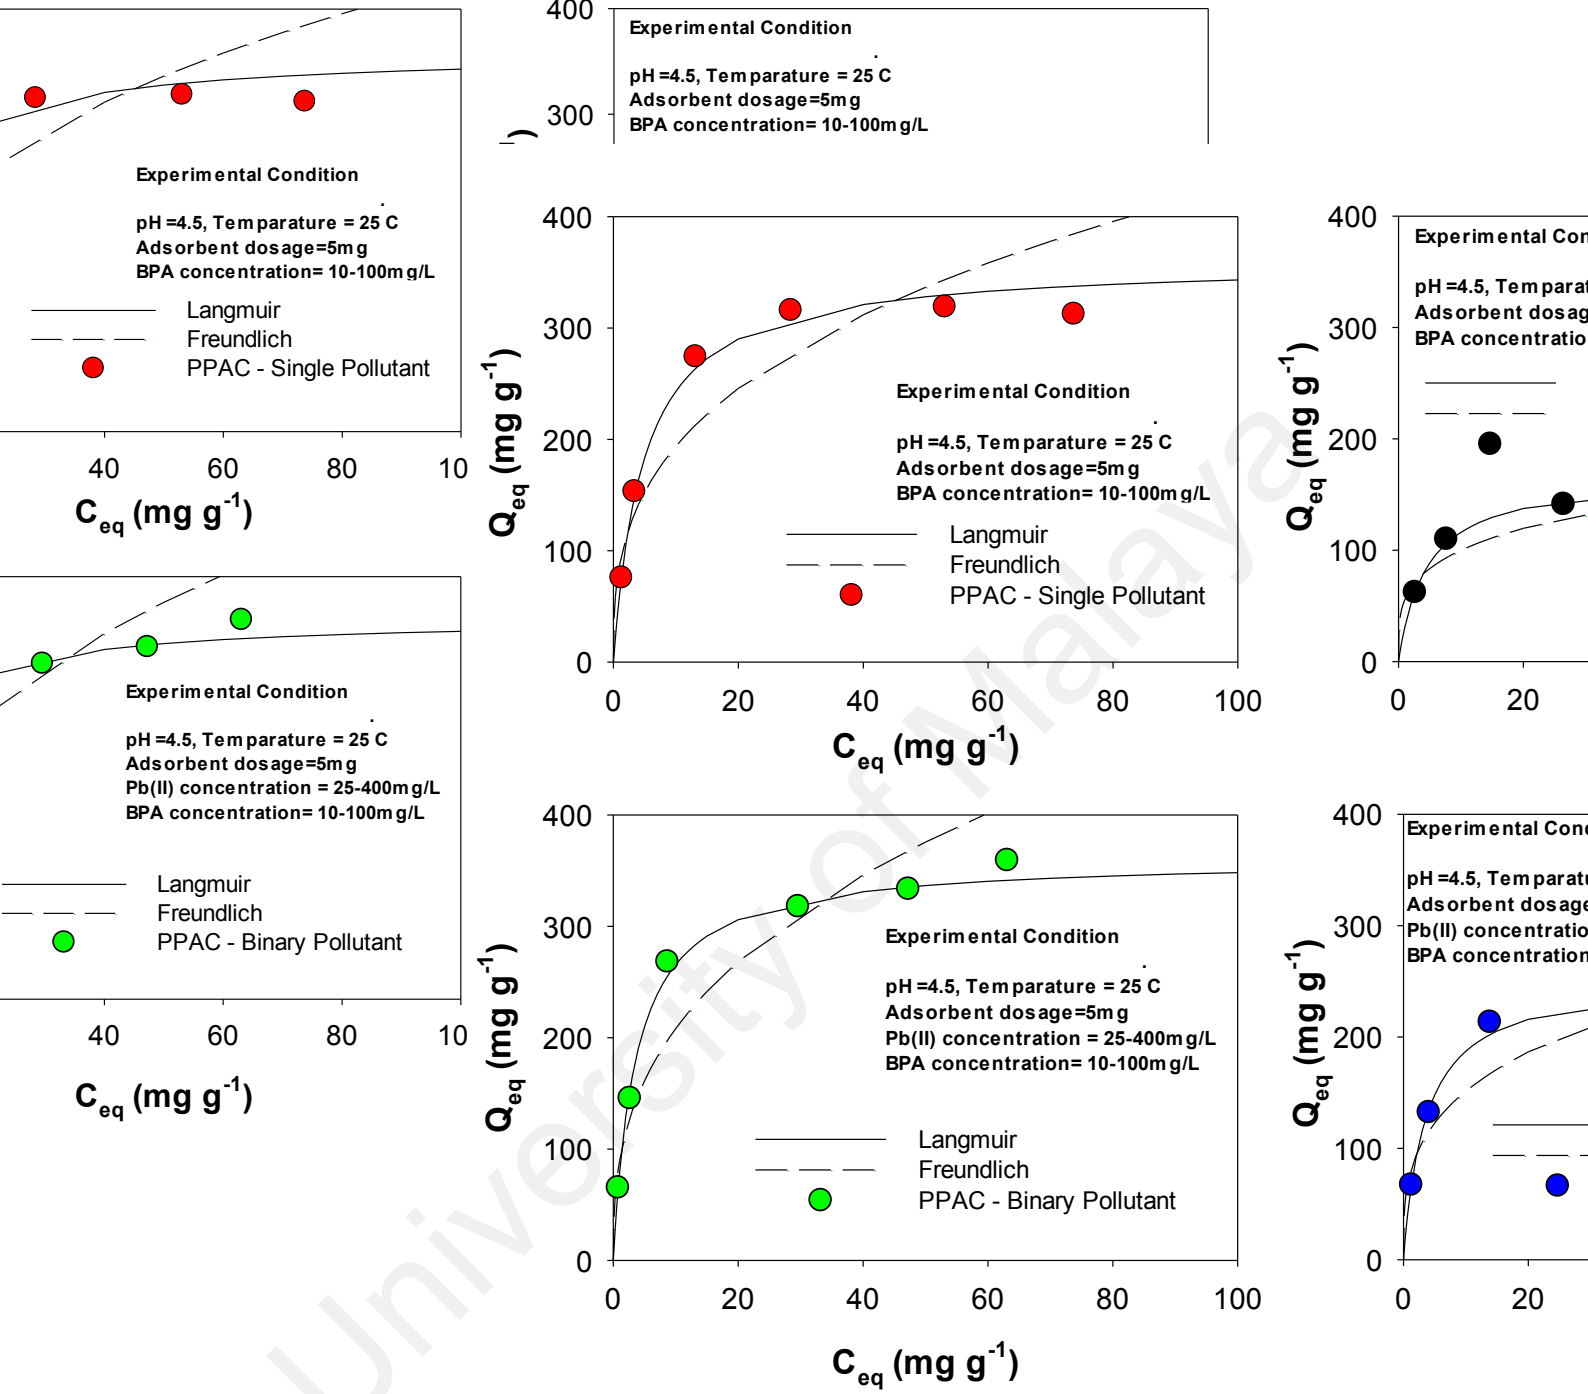 Experimental Condition
pH =4.5, Temparature = 25 C
Adsorbent dosage=5mg
BPA concentration= 10-100mg/L
Langmuir
Freundlich
PPAC - Single Pollutant
40 60 80 10
Ceq (mg g-1)
Experimental Condition
pH =4.5, Temparature = 25 C
Adsorbent dosage=5mg
Pb(II) concentration = 25-400mg/L
BPA concentration= 10-100mg/L
Langmuir
Freundlich
PPAC - Binary Pollutant
40 60 80 10
Ceq (mg g-1)
400
300
Experimental Condition
pH =4.5, Temparature = 25 C
Adsorbent dosage=5mg
BPA concentration= 10-100mg/L
400
300
200
100
0
Qeq (mg g-1)
Experimental Condition
pH =4.5, Temparature = 25 C
Adsorbent dosage=5mg
BPA concentration= 10-100mg/L
Langmuir
Freundlich
PPAC - Single Pollutant
0 20 40 60 80 100
Ceq (mg g-1)
400
300
200
100
0
Qeq (mg g-1)
Experimental Condition
pH =4.5, Temparature = 25 C
Adsorbent dosage=5mg
Pb(II) concentration = 25-400mg/L
BPA concentration= 10-100mg/L
Langmuir
Freundlich
PPAC - Binary Pollutant
0 20 40 60 80 100
Ceq (mg g-1)
400
300
200
100
0
Qeq (mg g-1)
Experimental Con
pH =4.5, Temparat
Adsorbent dosag
BPA concentratio
0 20
400
300
200
100
0
Qeq (mg g-1)
Experimental Cond
pH =4.5, Temparatu
Adsorbent dosage
Pb(II) concentratio
BPA concentration
0 20
University of Malaya